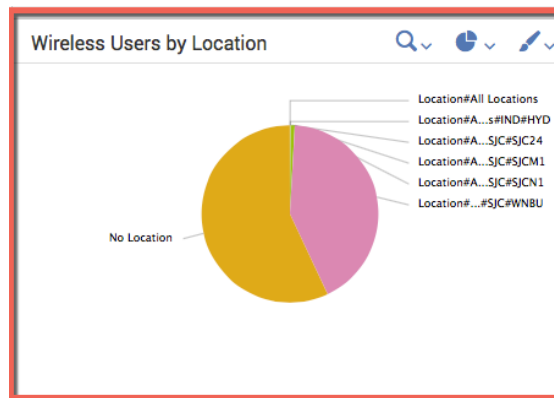 Wireless Users by Location
Location#All Locations
Location#A...s#IND#HYD
Location#A...SJC#SJC24
Location#A...SJC#SJCM1
Location#A...SJC#SJCN1
Location#...#SJC#WNBU
No Location